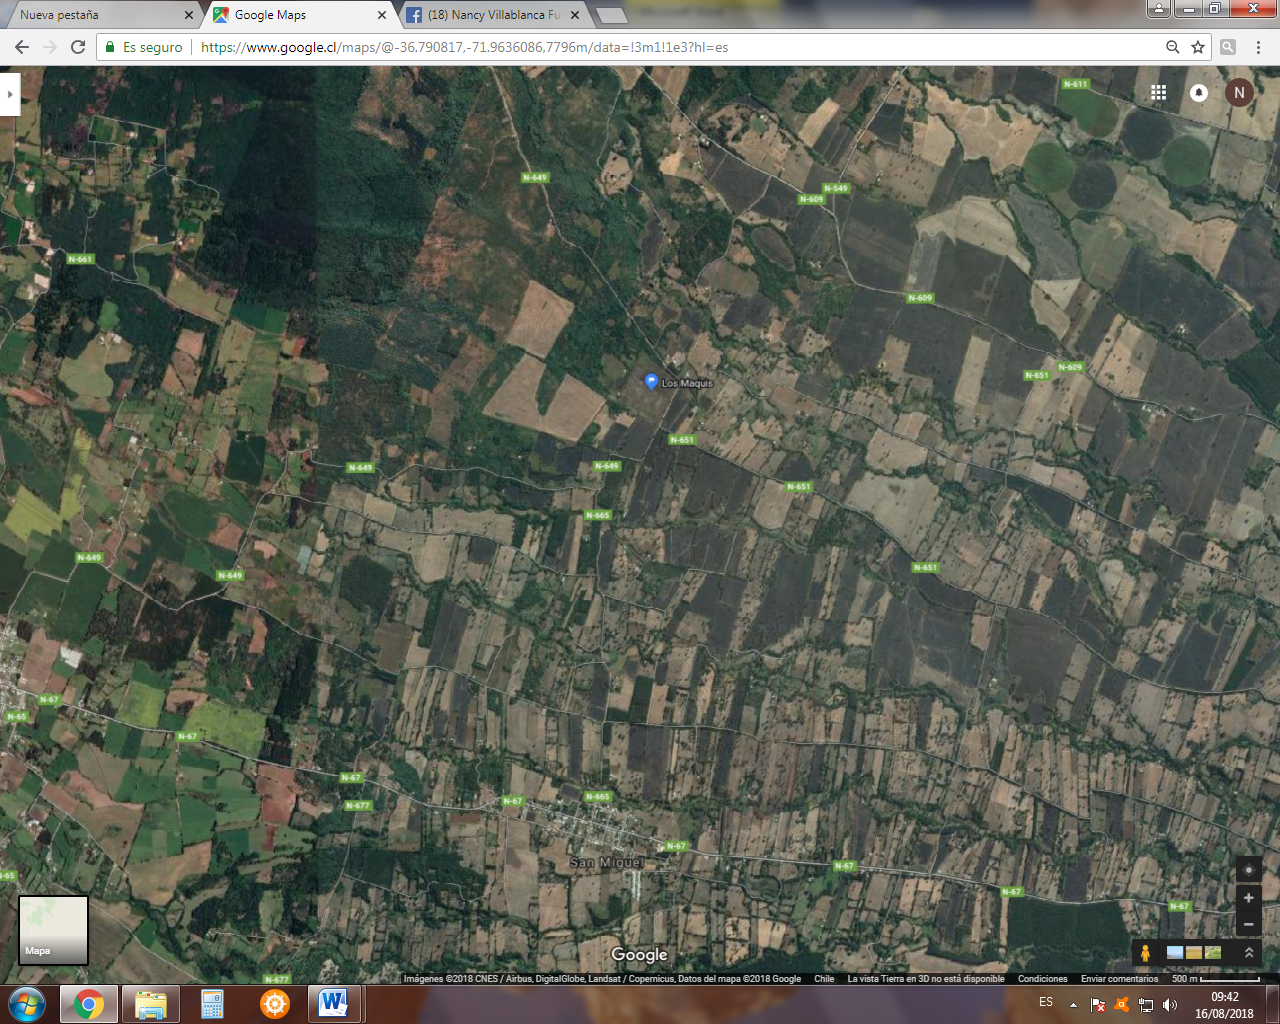 Nueva pestaña
Google Maps
(18) Nancy Villablanca Fu
Es seguro
https://www.google.cl/maps/@-36.790817,-71.9636086,7796m/data=!3m1!1e3?hl=es
N
N-611
N-649
N-549
N-609
N-661
N-609
N-609
N-651
Los Maquis
N-651
N-649
N-649
N-651
N-665
N-649
N-649
N-651
N-67
N-65
N-67
N-67
N-677
N-67
N-665
N-67
San Miguel
N-67
N-65
N-67
N-67
Mapa
Google
N-677
Imágenes ©2018 CNES / Airbus, DigitalGlobe, Landsat / Copernicus, Datos del mapa ©2018 Google
Chile
La vista Tierra en 3D no está disponible
Condiciones
Enviar comentarios
500 m
ES
09:42
16/08/2018